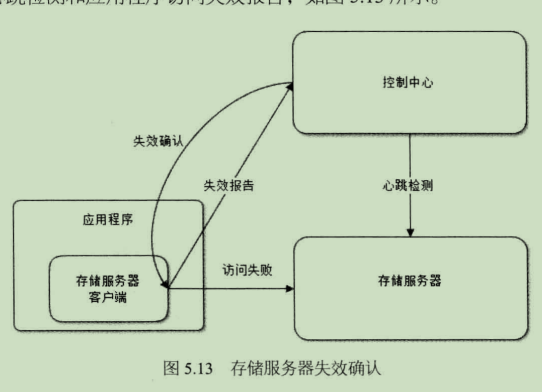 跳检测和应用程序访问失效报告，如图 5.13 所示。
控制中心
失效确认
失效报告
心跳检测
应用程序
访问失败
存储服务器
客户端
存储服务器
图 5.13 存储服务器失效确认